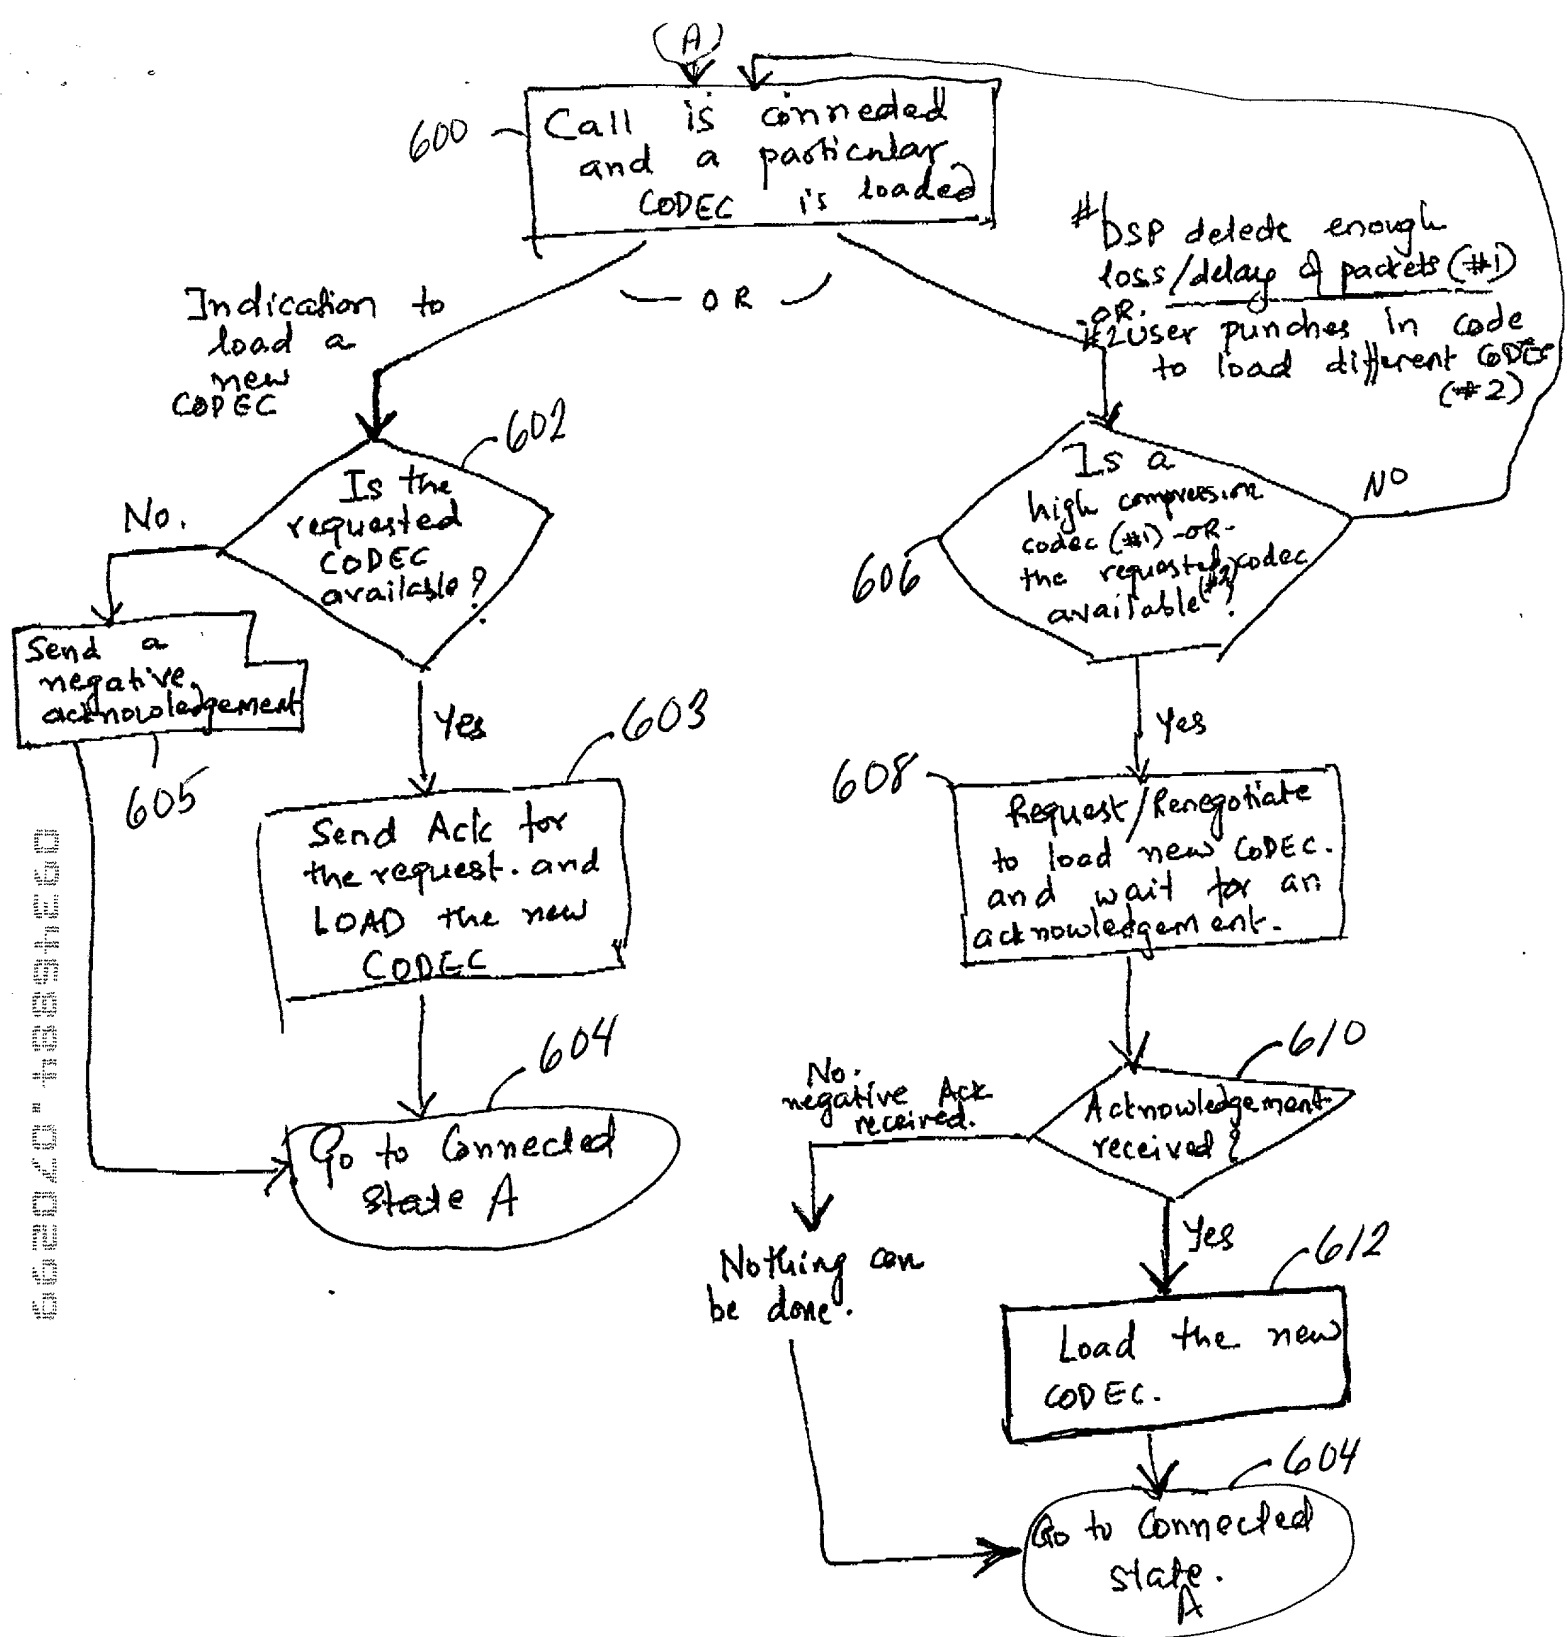 (A)
600
Call is connected
and a particular
CODEC is loaded
#1 DSP detects enough
loss/delay of packets (#1)
-OR.
#2 user punches in code
to load different CODEC
(#2)
Indication to
load a
new
CODEC
OR
602
Is the
requested
CODEC
available?
No.
Send a
negative
acknowledgement
605
Yes
603
Send Ack for
the request. and
LOAD the new
CODEC
604
Go to Connected
state A
606
Is a
high compression
codec (#1) -OR-
the requested codec
(#2)
available?
NO
Yes
608
Request/Renegotiate
to load new CODEC.
and wait for an
acknowledgement.
610
Acknowledgement
received?
No.
negative Ack
received.
Nothing can
be done.
Yes
612
Load the new
CODEC.
604
Go to Connected
state.
A